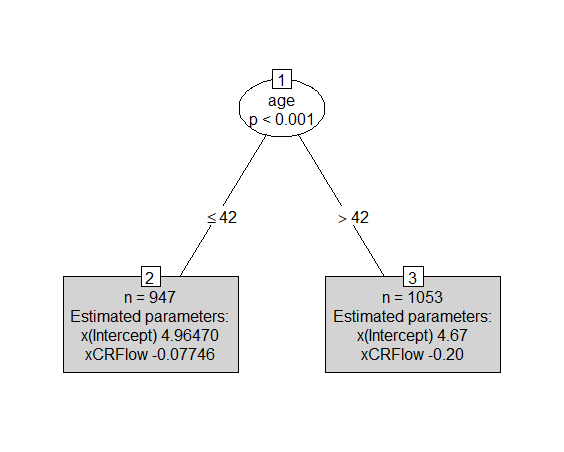 1
age
p < 0.001
≤ 42
> 42
2
n = 947
Estimated parameters:
x(Intercept) 4.96470
xCRFlow -0.07746
3
n = 1053
Estimated parameters:
x(Intercept) 4.67
xCRFlow -0.20